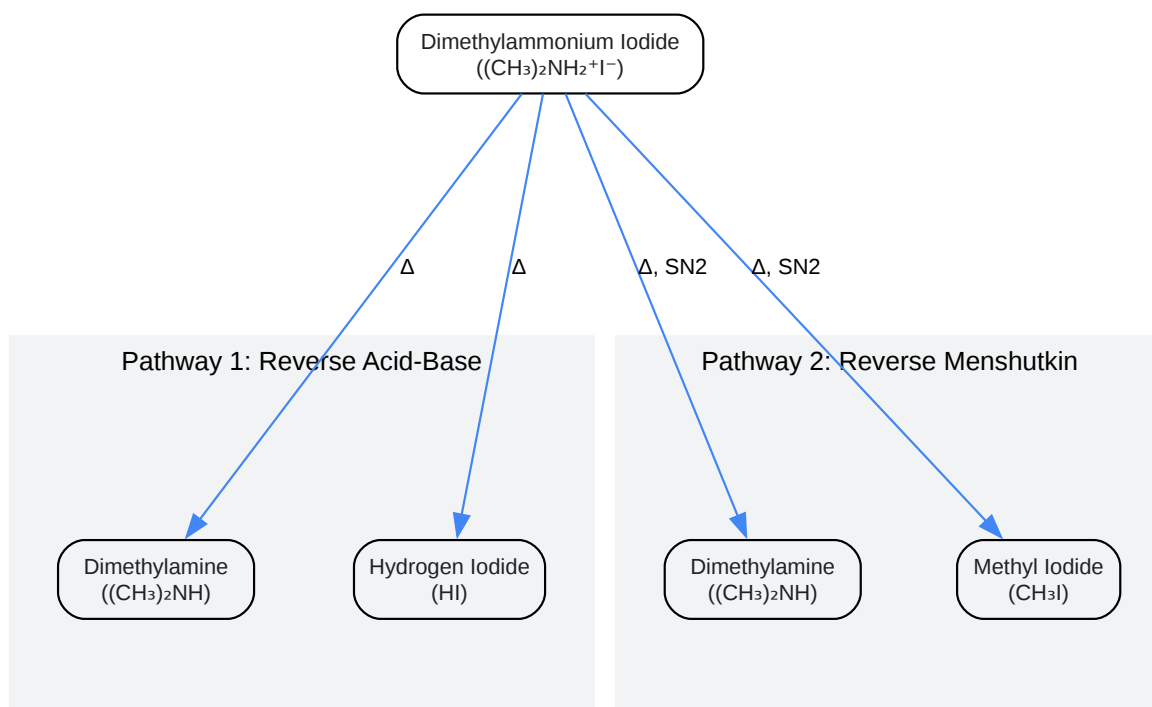 Dimethylammonium Iodide
((CH₃)₂NH₂⁺I⁻)
Δ
Δ
Δ, SN2
Δ, SN2
Pathway 1: Reverse Acid-Base
Pathway 2: Reverse Menshutkin
Dimethylamine
((CH₃)₂NH)
Hydrogen Iodide
(HI)
Dimethylamine
((CH₃)₂NH)
Methyl Iodide
(CH₃I)